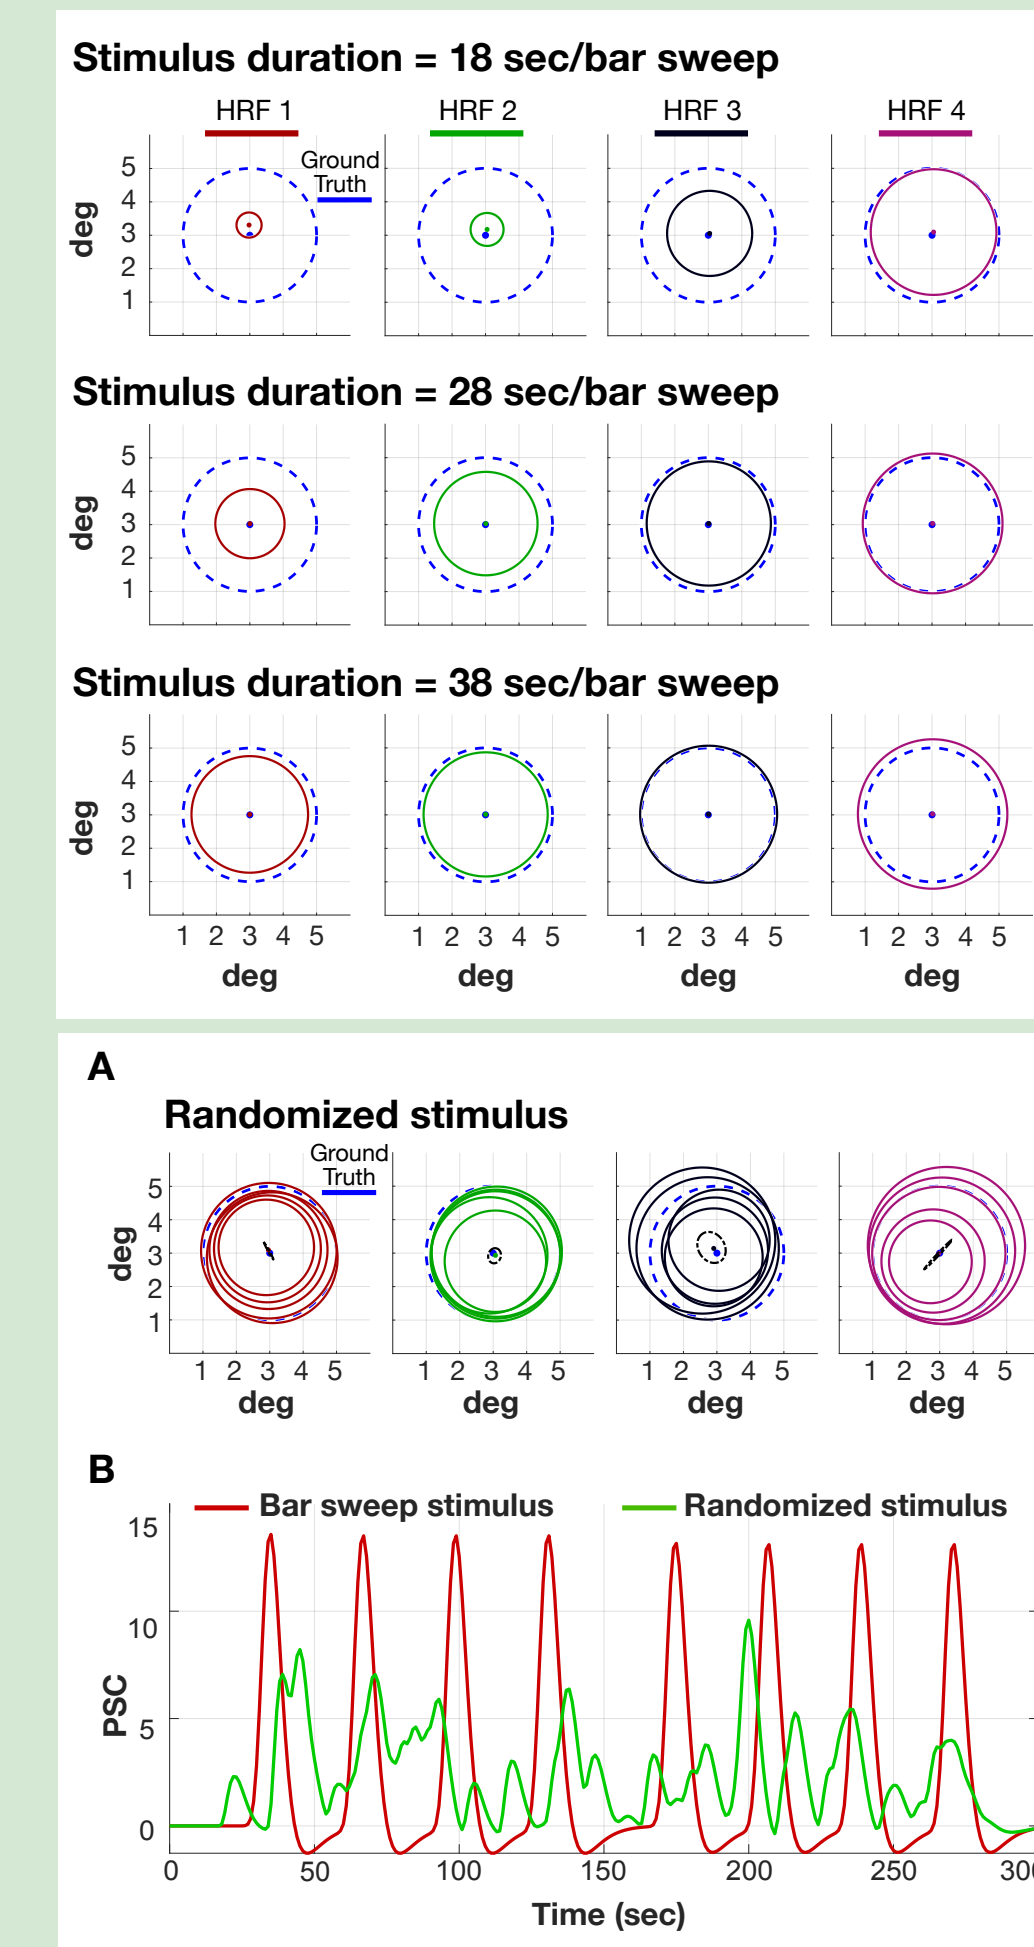 Stimulus duration = 18 sec/bar sweep
HRF 1 HRF 2 HRF 3 HRF 4
Ground
Truth
5
4
3
2
1
deg
Stimulus duration = 28 sec/bar sweep
5
4
3
2
1
deg
Stimulus duration = 38 sec/bar sweep
5
4
3
2
1
deg
1 2 3 4 5 1 2 3 4 5 1 2 3 4 5 1 2 3 4 5
deg deg deg deg
A
Randomized stimulus
Ground
Truth
5
4
3
2
1
deg
1 2 3 4 5 1 2 3 4 5 1 2 3 4 5 1 2 3 4 5
deg deg deg deg
B
Bar sweep stimulus Randomized stimulus
15
10
5
0
PSC
0 50 100 150 200 250
Time (sec)